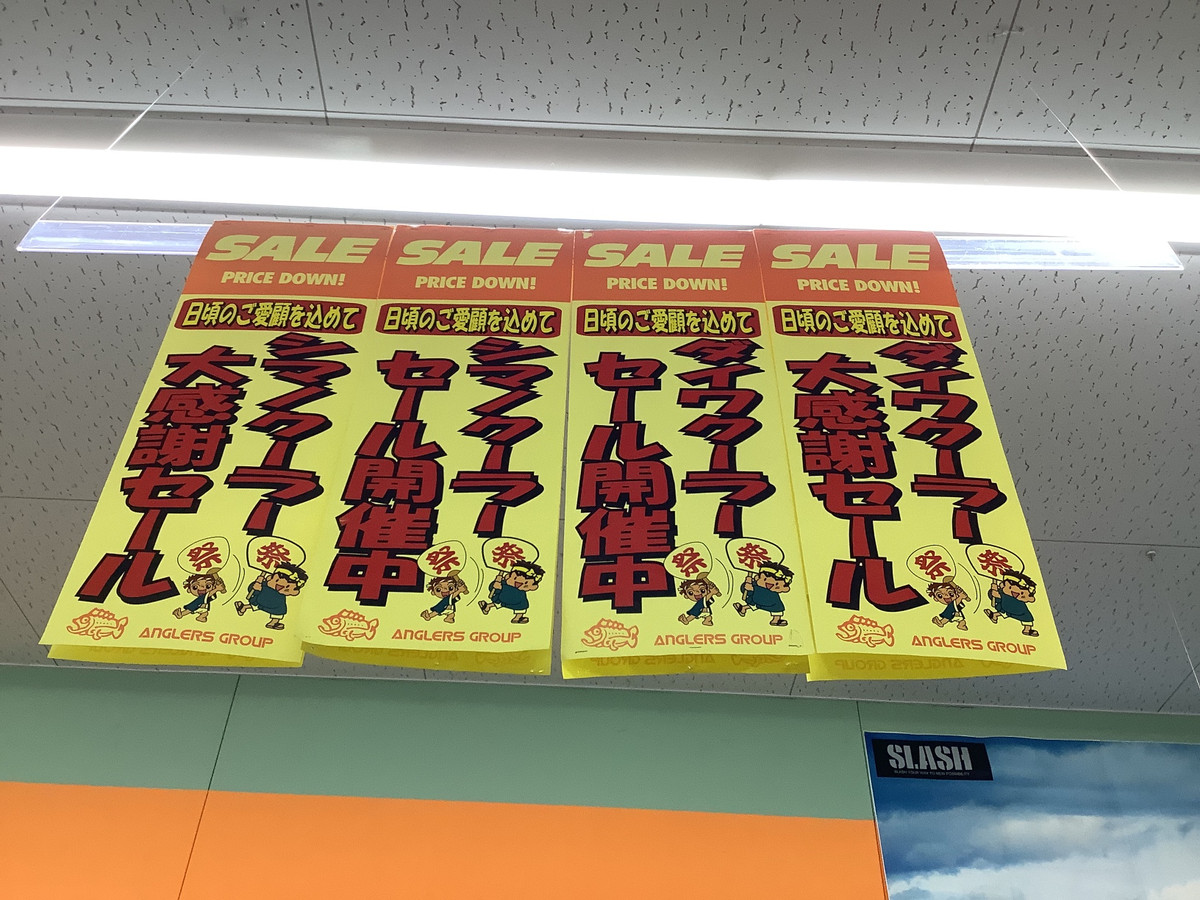 SALE
PRICE DOWN!
日頃のご愛顧を込めて
シマノクーラー
大感謝セール
祭
祭
ANGLERS GROUP
SALE
PRICE DOWN!
日頃のご愛顧を込めて
シマノクーラー
セール開催中
祭
祭
ANGLERS GROUP
SALE
PRICE DOWN!
日頃のご愛顧を込めて
ダイワクーラー
セール開催中
祭
祭
ANGLERS GROUP
SALE
PRICE DOWN!
日頃のご愛顧を込めて
ダイワクーラー
大感謝セール
祭
祭
ANGLERS GROUP
SLASH